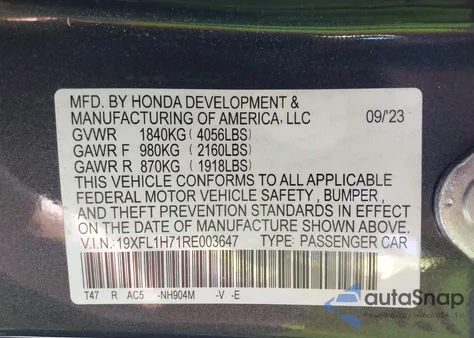 MFD. BY HONDA DEVELOPMENT &
MANUFACTURING OF AMERICA, LLC 09/'23
GVWR 1840KG ( 4056LBS)
GAWR F 980KG ( 2160LBS)
GAWR R 870KG ( 1918LBS)
THIS VEHICLE CONFORMS TO ALL APPLICABLE
FEDERAL MOTOR VEHICLE SAFETY , BUMPER ,
AND THEFT PREVENTION STANDARDS IN EFFECT
ON THE DATE OF MANUFACTURE SHOWN ABOVE.
V.I.N.:19XFL1H71RE003647 TYPE: PASSENGER CAR
T47 R AC5 -NH904M -V -E
autoSnap